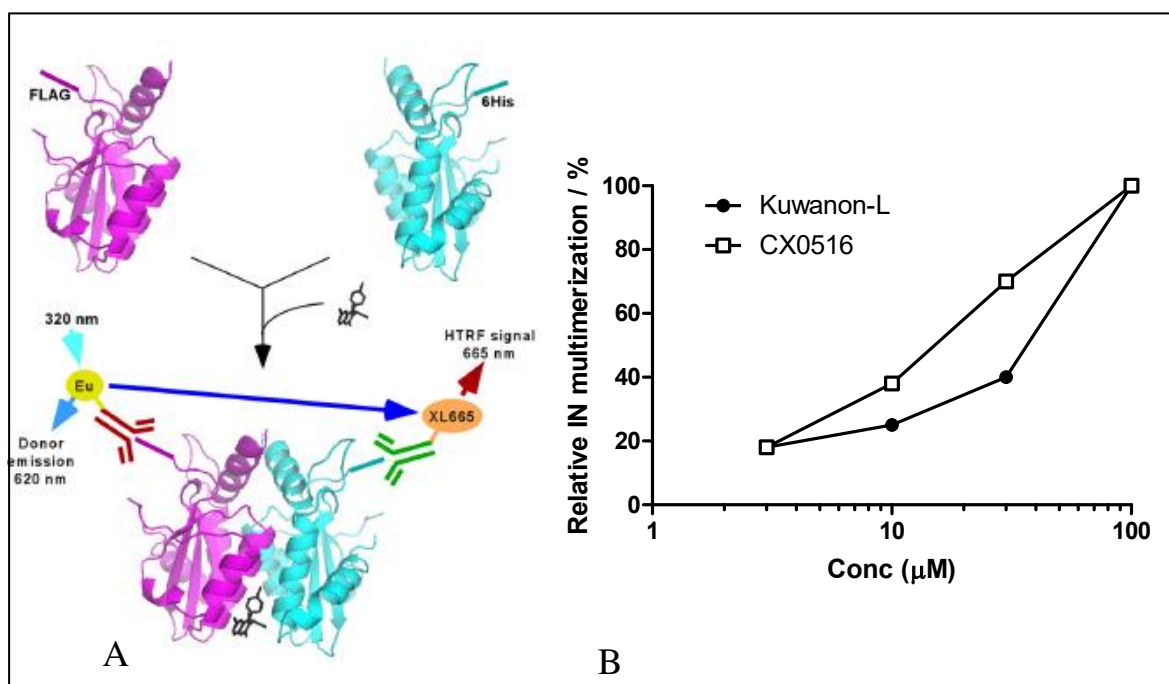 FLAG
6His
320 nm
HTRF signal
665 nm
Eu
XL665
Donor
emission
620 nm
A
Relative IN multimerization / %
100
80
60
40
20
0
Kuwanon-L
CX0516
1
10
100
Conc (μM)
B